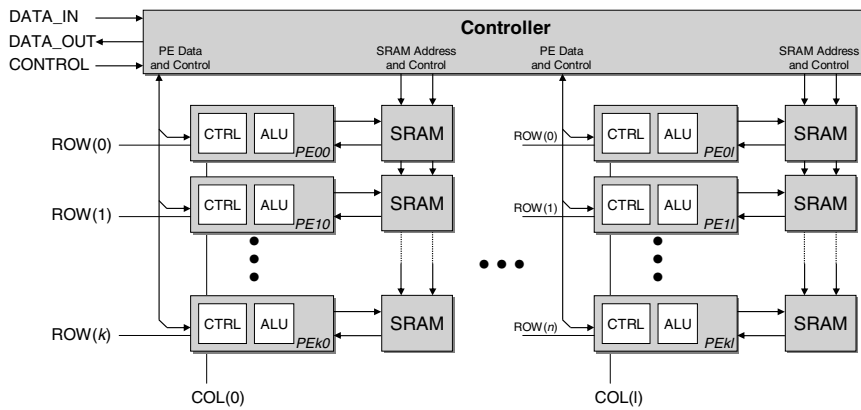 DATA_IN
DATA_OUT
CONTROL
Controller
PE Data
and Control
SRAM Address
and Control
PE Data
and Control
SRAM Address
and Control
ROW(0)
CTRL
ALU
PE00
SRAM
ROW(0)
CTRL
ALU
PE0l
SRAM
ROW(1)
CTRL
ALU
PE10
SRAM
ROW(1)
CTRL
ALU
PE1l
SRAM
ROW(k)
CTRL
ALU
PEk0
SRAM
ROW(n)
CTRL
ALU
PEkl
SRAM
COL(0)
COL(l)